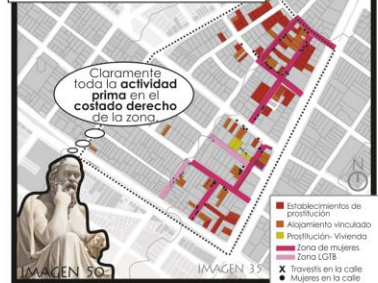 Claramente
toda la actividad
prima en el
costado derecho
de la zona.
N
Establecimientos de
prostitución
Alojamiento vinculado
Prostitución- Vivienda
Zona de mujeres
Zona LGTB
X Travestis en la calle
Mujeres en la calle
IMAGEN 50
IMAGEN 35